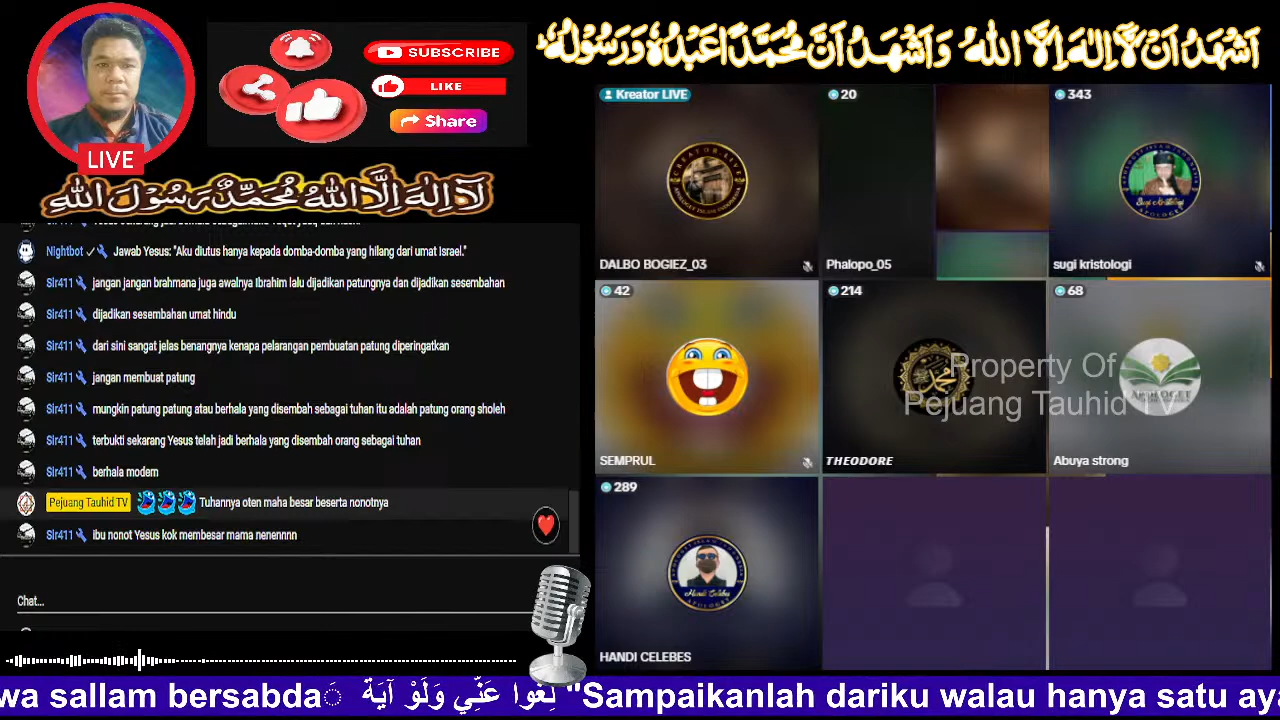 LIVE
SUBSCRIBE
LIKE
Share
اَشْهَدُ اَنْ لَّا اِلٰهَ اِلَّا اللهُ وَاَشْهَدُ اَنَّ مُحَمَّدًا عَبْدُهُ وَرَسُوْلُهُ
لَآ اِلٰهَ اِلَّا اللهُ مُحَمَّدٌ رَسُوْلَ اللهِ
Nightbot Jawab Yesus: "Aku diutus hanya kepada domba-domba yang hilang dari umat Israel."
Sir411 jangan jangan brahmana juga awalnya Ibrahim lalu dijadikan patungnya dan dijadikan sesembahan
Sir411 dijadikan sesembahan umat hindu
Sir411 dari sini sangat jelas benangnya kenapa pelarangan pembuatan patung diperingatkan
Sir411 jangan membuat patung
Sir411 mungkin patung patung atau berhala yang disembah sebagai tuhan itu adalah patung orang sholeh
Sir411 terbukti sekarang Yesus telah jadi berhala yang disembah orang sebagai tuhan
Sir411 berhala modern
Pejuang Tauhid TV Tuhannya oten maha besar beserta nonotnya
Sir411 ibu nonot Yesus kok membesar mama nenennnn
Chat...
Kreator LIVE
CREATOR LIVE
DALBO BOGIEZ_03
20
Phalopo_05
343
sugi kristologi
42
SEMPRUL
214
THEODORE
68
Abuya strong
Property Of
Pejuang Tauhid TV
289
Handi Celebes
APOLOGET
HANDI CELEBES
wa sallam bersabda َ لِّغُوا عَنِّي وَلَوْ آيَةً "Sampaikanlah dariku walau hanya satu aya